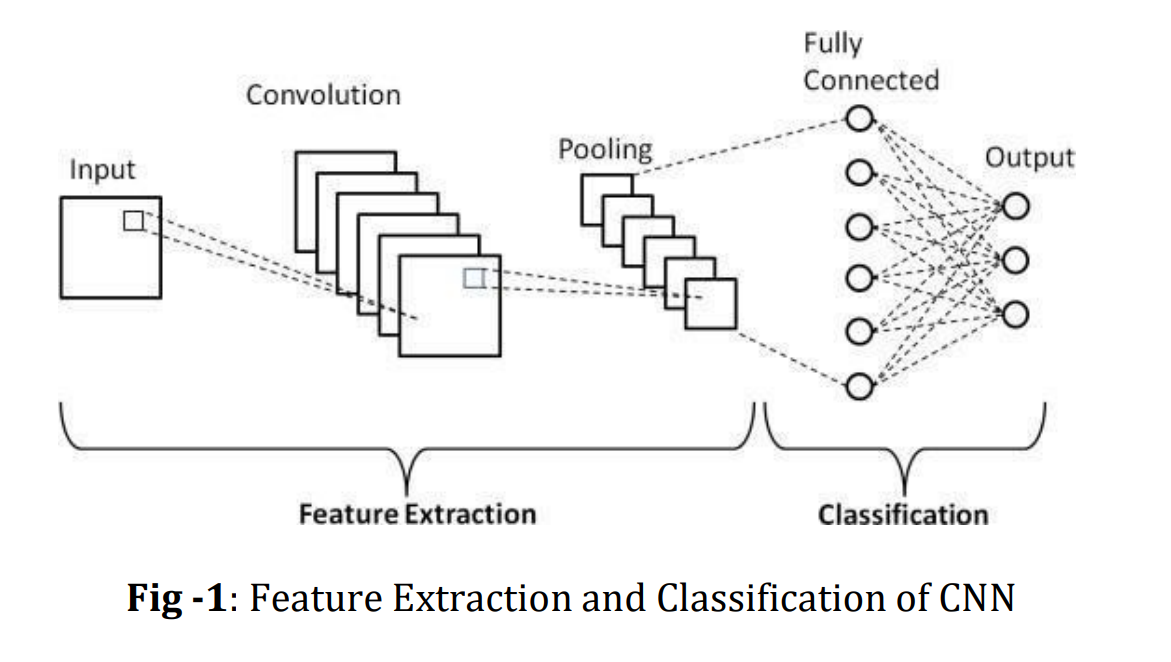 Input
Convolution
Pooling
Fully
Connected
Output
Feature Extraction
Classification
Fig -1: Feature Extraction and Classification of CNN